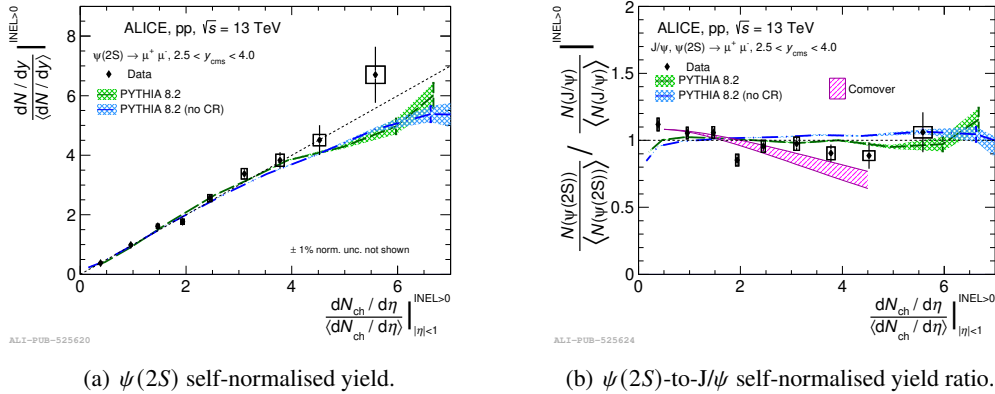 ALICE, pp, √s = 13 TeV
ψ(2S) → μ⁺ μ⁻, 2.5 < y_cms < 4.0
Data
PYTHIA 8.2
PYTHIA 8.2 (no CR)
± 1% norm. unc. not shown
dN / dy
⟨dN / dy⟩
INEL>0
0
2
4
6
8
0
2
4
6
dN_ch / dη
⟨dN_ch / dη⟩
INEL>0
|η|<1
ALI-PUB-525620
(a) ψ(2S) self-normalised yield.
ALICE, pp, √s = 13 TeV
J/ψ, ψ(2S) → μ⁺ μ⁻, 2.5 < y_cms < 4.0
Data
PYTHIA 8.2
PYTHIA 8.2 (no CR)
Comover
N(ψ(2S))
⟨N(ψ(2S))⟩
/
N(J/ψ)
⟨N(J/ψ)⟩
INEL>0
0
0.5
1
1.5
2
0
2
4
6
dN_ch / dη
⟨dN_ch / dη⟩
INEL>0
|η|<1
ALI-PUB-525624
(b) ψ(2S)-to-J/ψ self-normalised yield ratio.